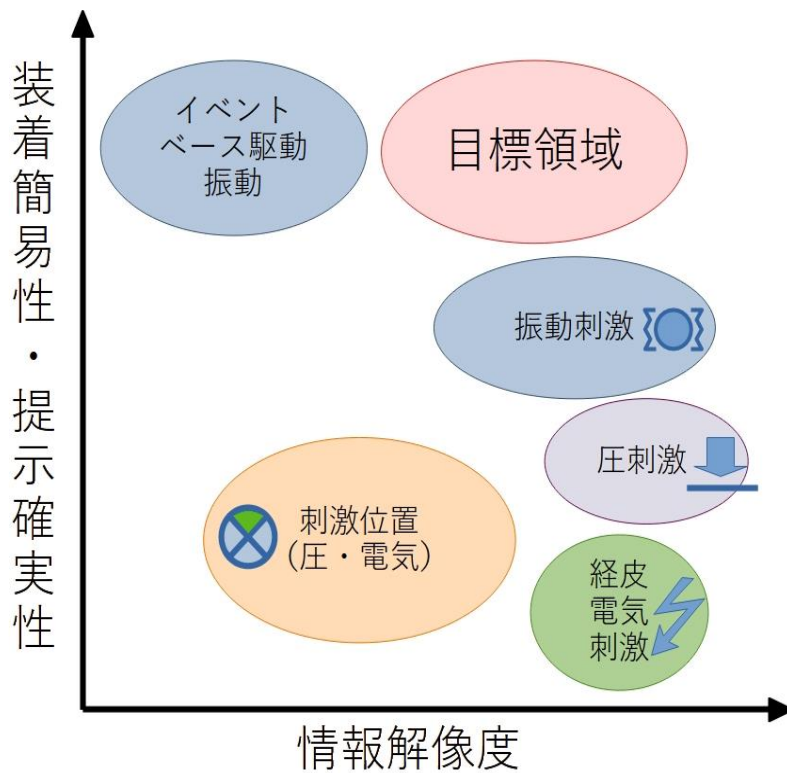 装着簡易性・提示確実性
イベント
ベース駆動
振動
目標領域
振動刺激
圧刺激
刺激位置
(圧・電気)
経皮
電気
刺激
情報解像度